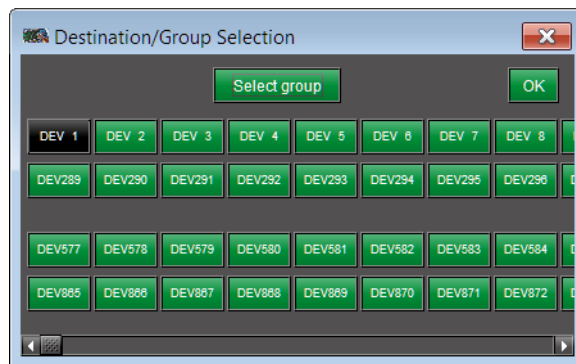 Destination/Group Selection
Select group OK
DEV 1 DEV 2 DEV 3 DEV 4 DEV 5 DEV 6 DEV 7 DEV 8
DEV289 DEV290 DEV291 DEV292 DEV293 DEV294 DEV295 DEV296
DEV577 DEV578 DEV579 DEV580 DEV581 DEV582 DEV583 DEV584
DEV865 DEV866 DEV867 DEV868 DEV869 DEV870 DEV871 DEV872